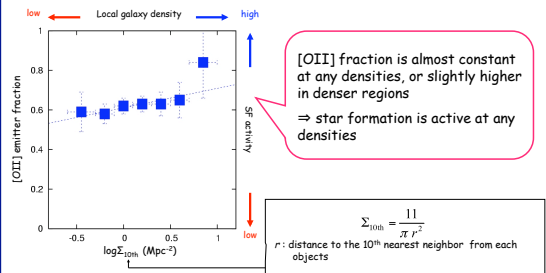 low Local galaxy density high
1
0.8
0.6
0.4
0.2
0
[OII] emitter fraction
-0.5 0 0.5 1
logΣ10th (Mpc-2)
SF activity
low
[OII] fraction is almost constant
at any densities, or slightly higher
in denser regions
⇒ star formation is active at any
densities
Σ10th = 11 / π r²
r : distance to the 10th nearest neighbor from each
objects